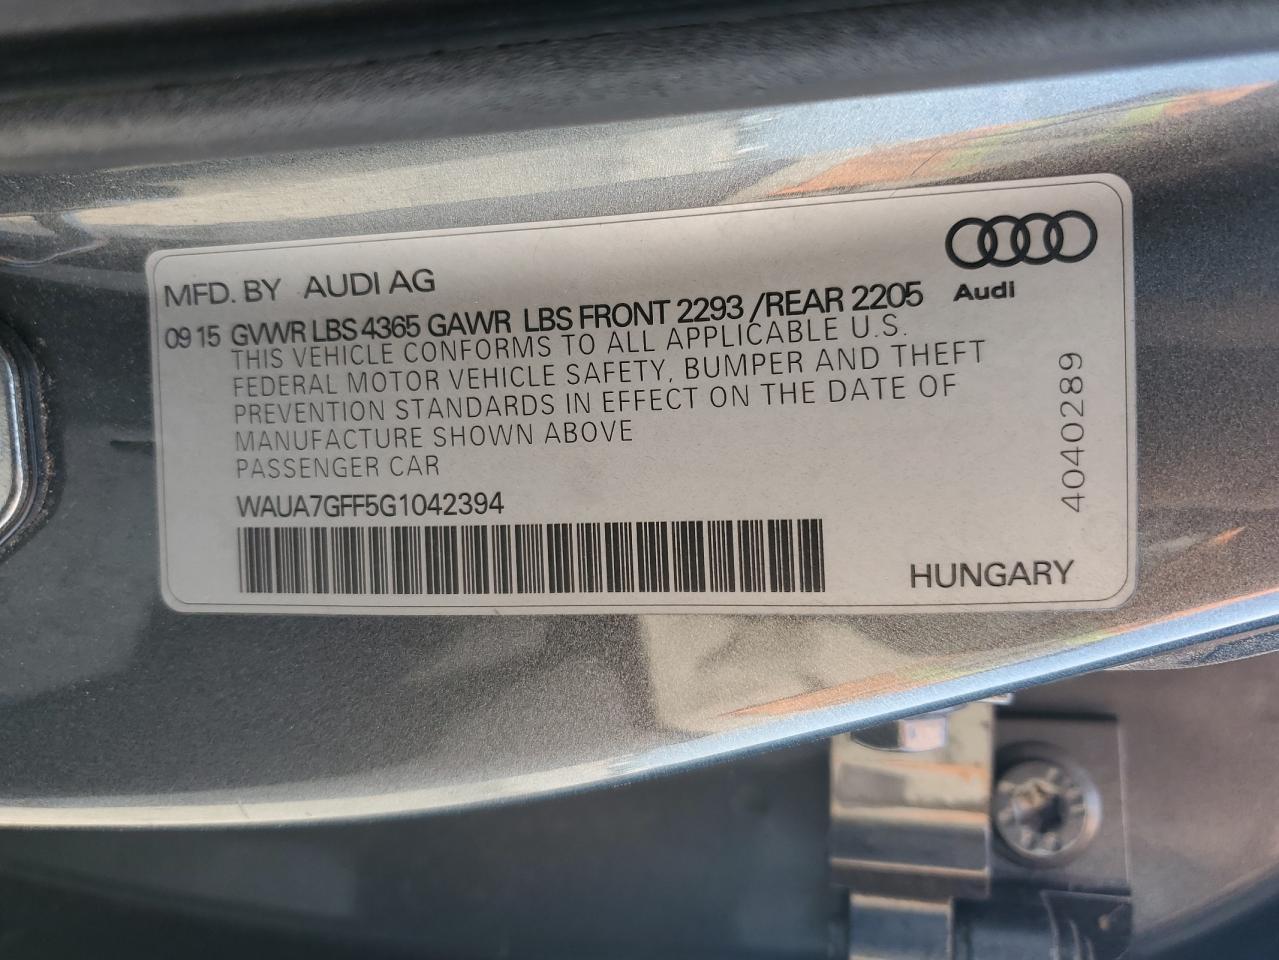 MFD. BY AUDI AG
09 15 GVWR LBS 4365 GAWR LBS FRONT 2293 /REAR 2205
Audi
THIS VEHICLE CONFORMS TO ALL APPLICABLE U.S.
FEDERAL MOTOR VEHICLE SAFETY, BUMPER AND THEFT
PREVENTION STANDARDS IN EFFECT ON THE DATE OF
MANUFACTURE SHOWN ABOVE
PASSENGER CAR
WAUA7GFF5G1042394
HUNGARY
4040289